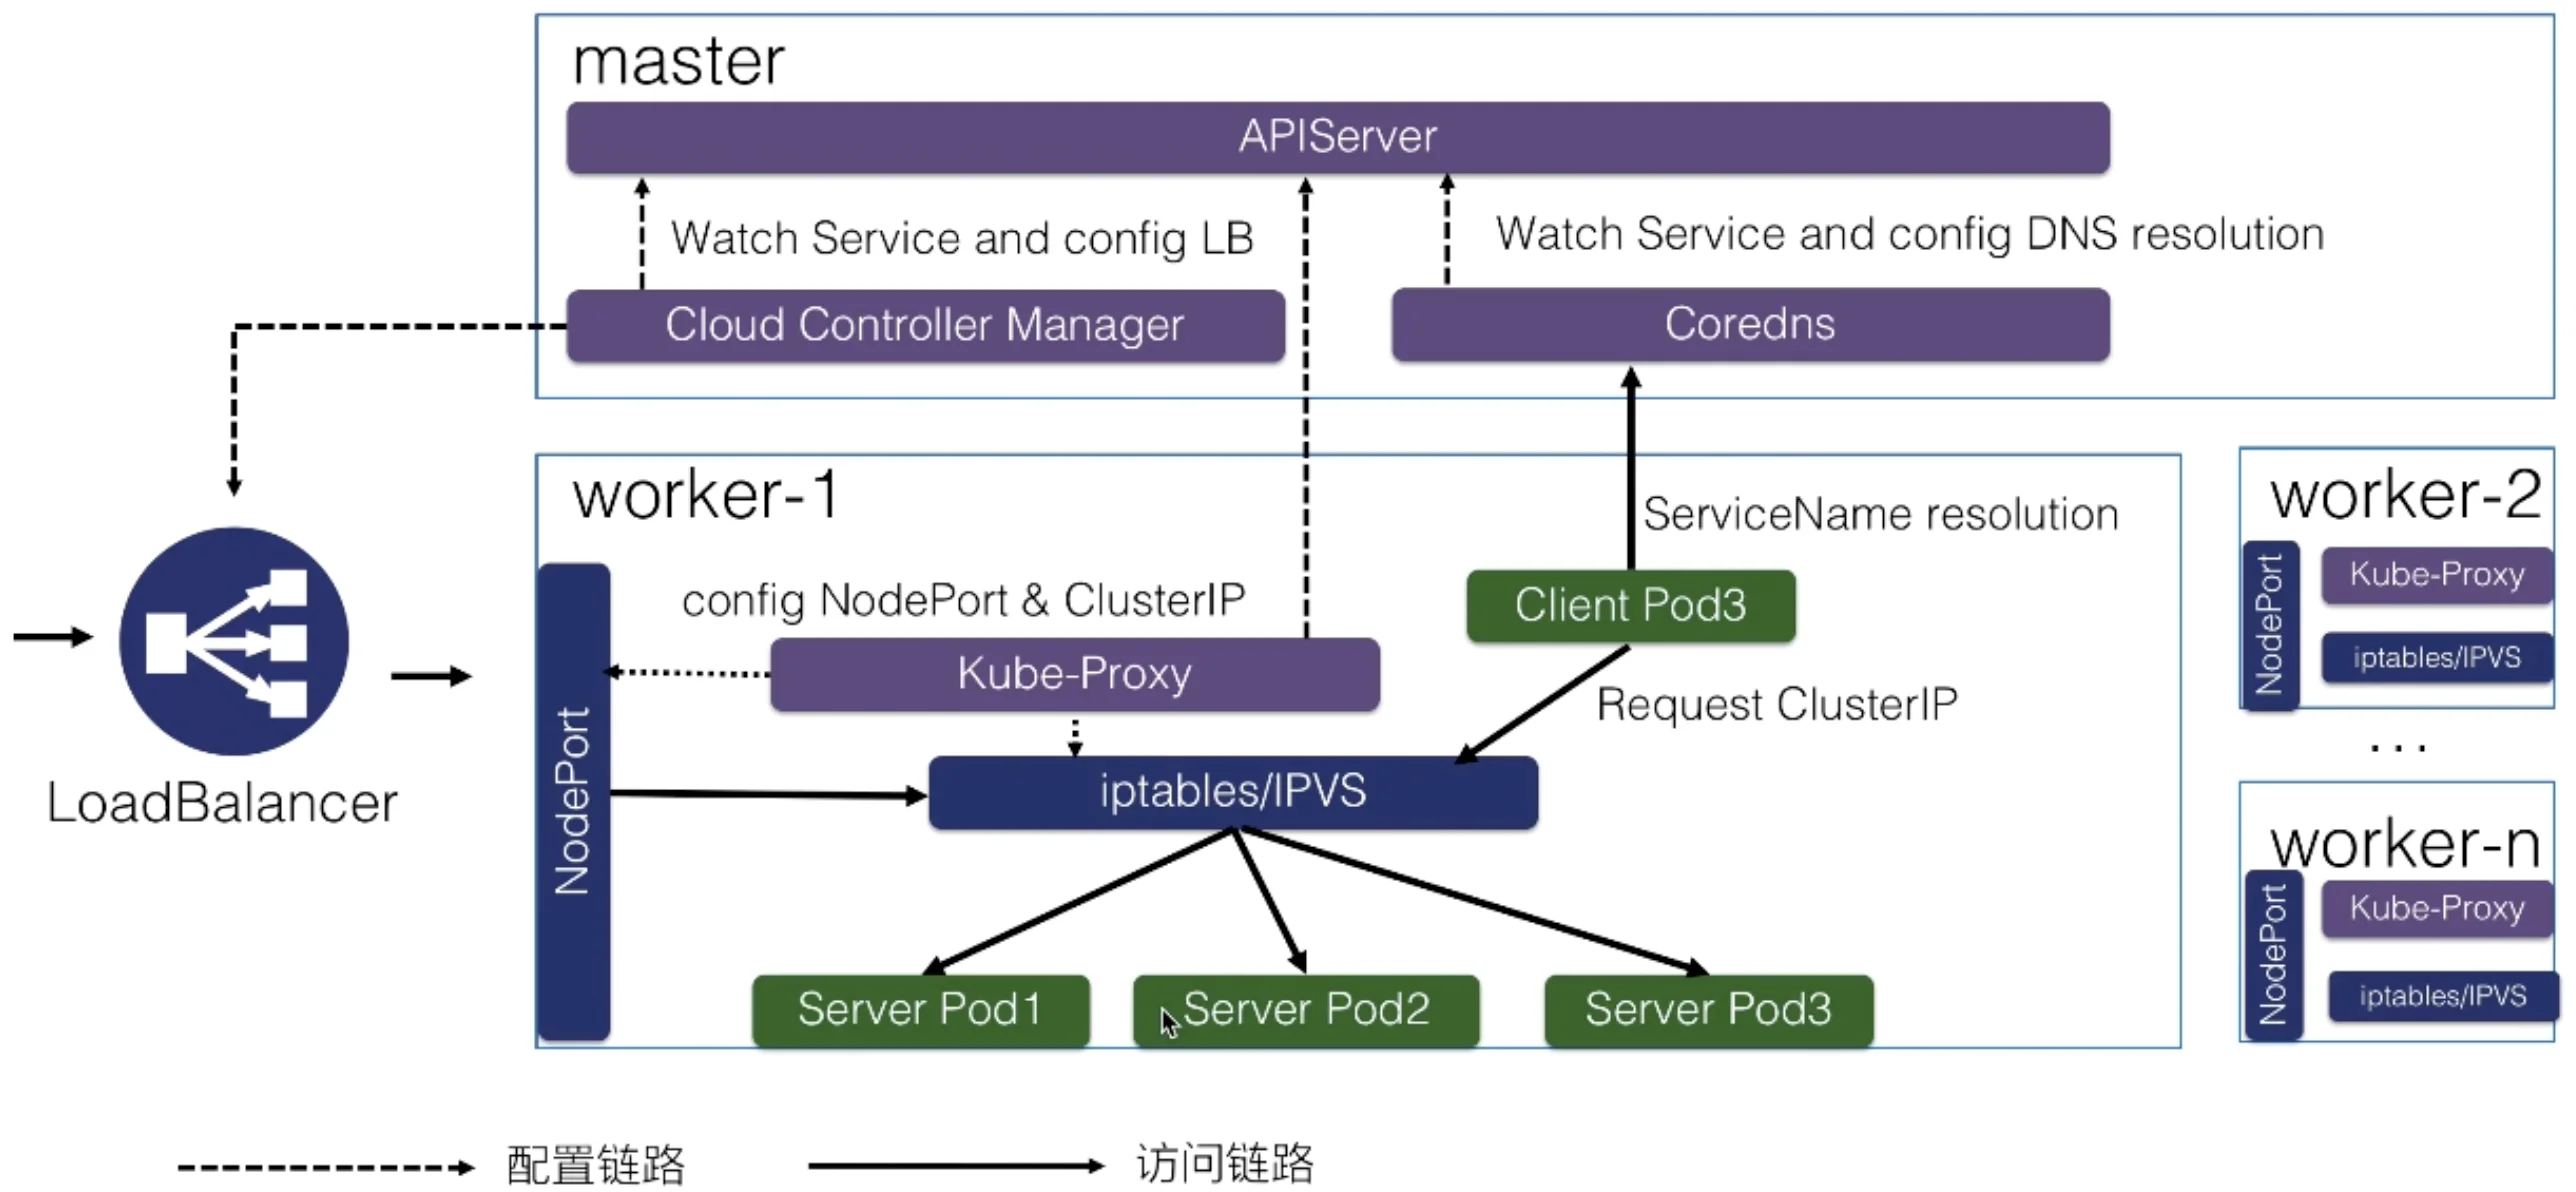 master
APIServer
Watch Service and config LB
Watch Service and config DNS resolution
Cloud Controller Manager
Coredns
LoadBalancer
worker-1
ServiceName resolution
config NodePort & ClusterIP
Client Pod3
Kube-Proxy
Request ClusterIP
NodePort
iptables/IPVS
Server Pod1
Server Pod2
Server Pod3
worker-2
NodePort
Kube-Proxy
iptables/IPVS
...
worker-n
NodePort
Kube-Proxy
iptables/IPVS
配置链路
访问链路